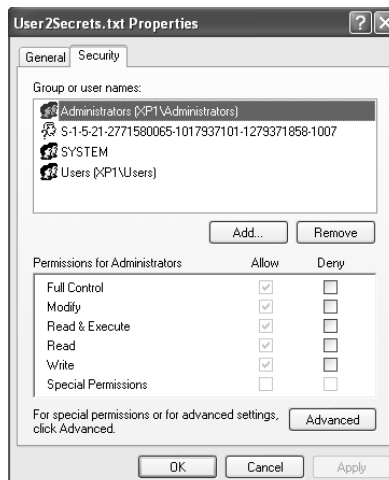 User2Secrets.txt Properties
General Security
Group or user names:
Administrators (XP1\Administrators)
S-1-5-21-2771580065-1017937101-1279371858-1007
SYSTEM
Users (XP1\Users)
Add... Remove
Permissions for Administrators Allow Deny
Full Control
Modify
Read & Execute
Read
Write
Special Permissions
For special permissions or for advanced settings,
click Advanced.
Advanced
OK Cancel Apply